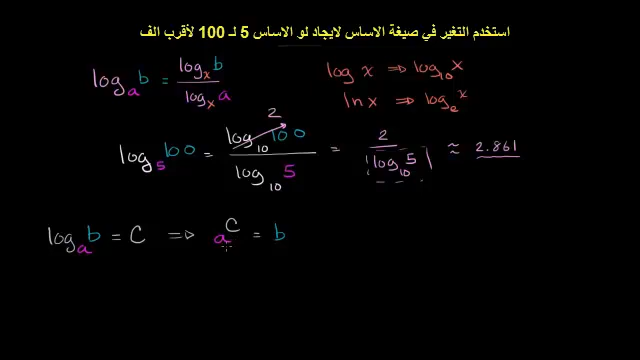 استخدم التغير في صيغة الاساس لايجاد لو الاساس 5 لـ 100 لأقرب الف
log_a b = log_x b / log_x a
log x ⇒ log_10 x
ln x ⇒ log_e x
log_5 100 = log_10 100 / log_10 5 = 2 / log_10 5 ≈ 2.861
2
log_a b = C ⇒ a^C = b